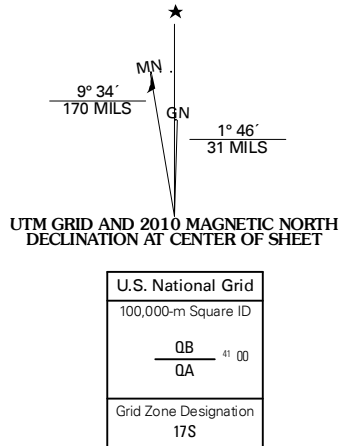 ★
MN
9° 34´
170 MILS
GN
1° 46´
31 MILS
UTM GRID AND 2010 MAGNETIC NORTH
DECLINATION AT CENTER OF SHEET
U.S. National Grid
100,000-m Square ID
QB
41 00
QA
Grid Zone Designation
17S